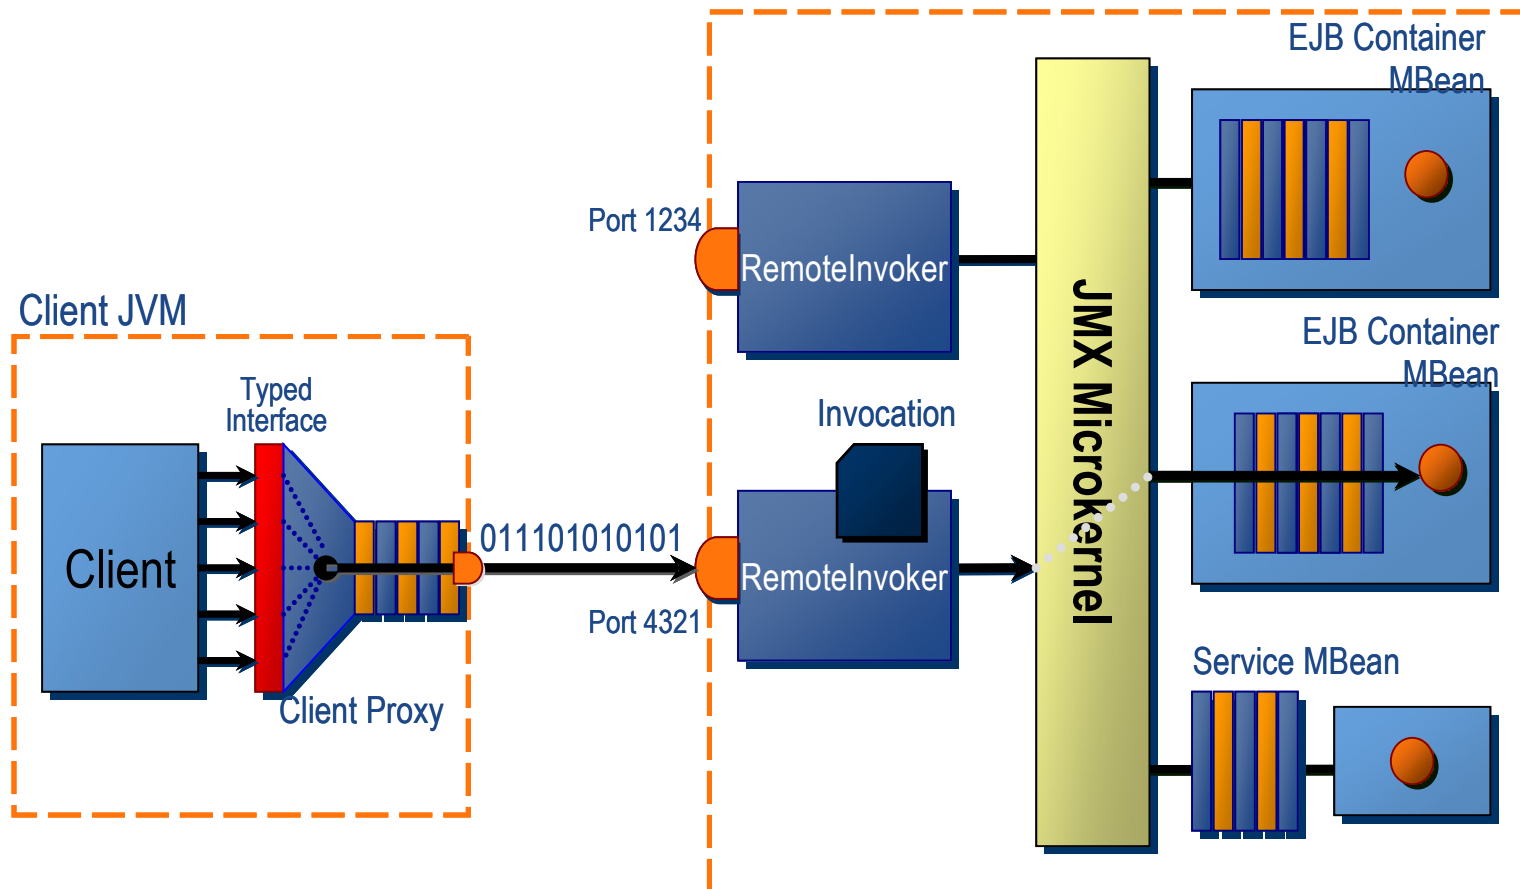 EJB Container
MBean
Port 1234
RemoteInvoker
JMX Microkernel
Client JVM
EJB Container
MBean
Typed
Interface
Invocation
011101010101
Client
RemoteInvoker
Port 4321
Service MBean
Client Proxy